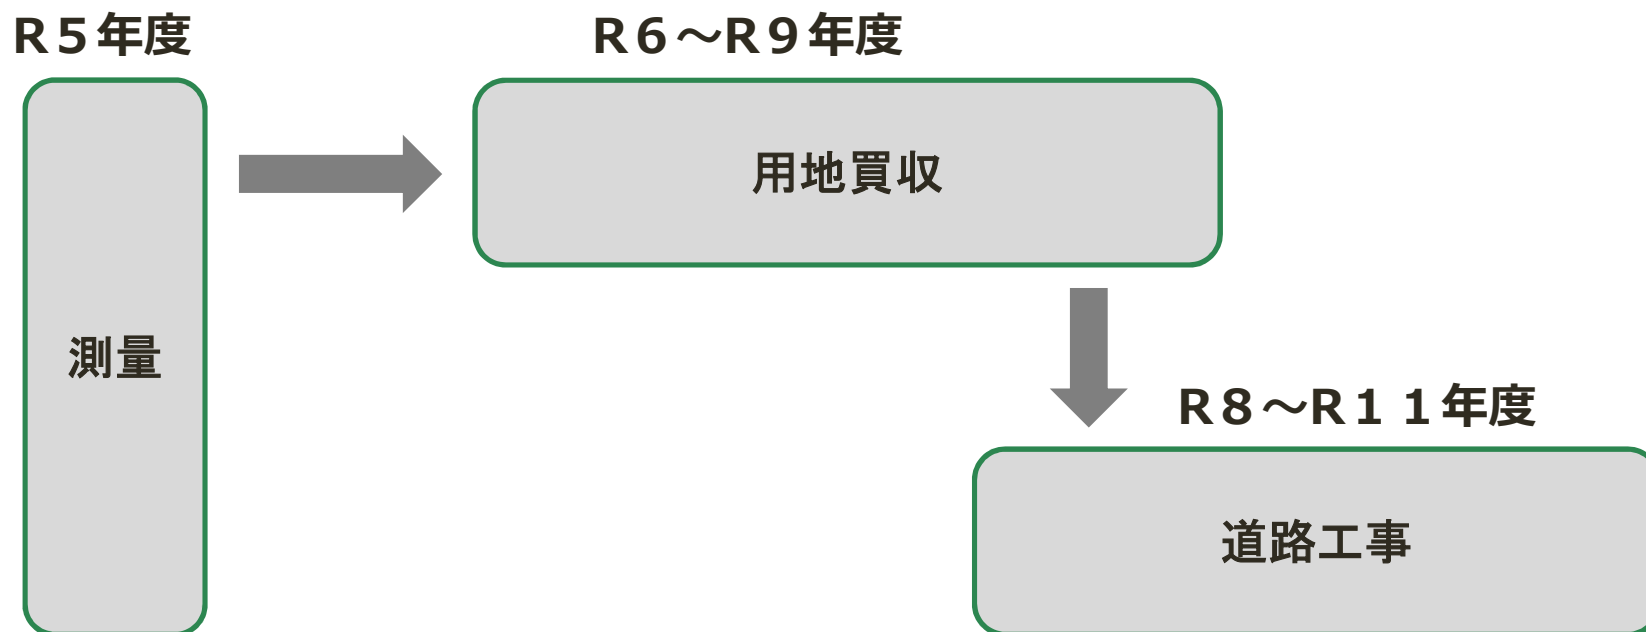 R５年度
R６～R９年度
用地買収
測量
R８～R１１年度
道路工事